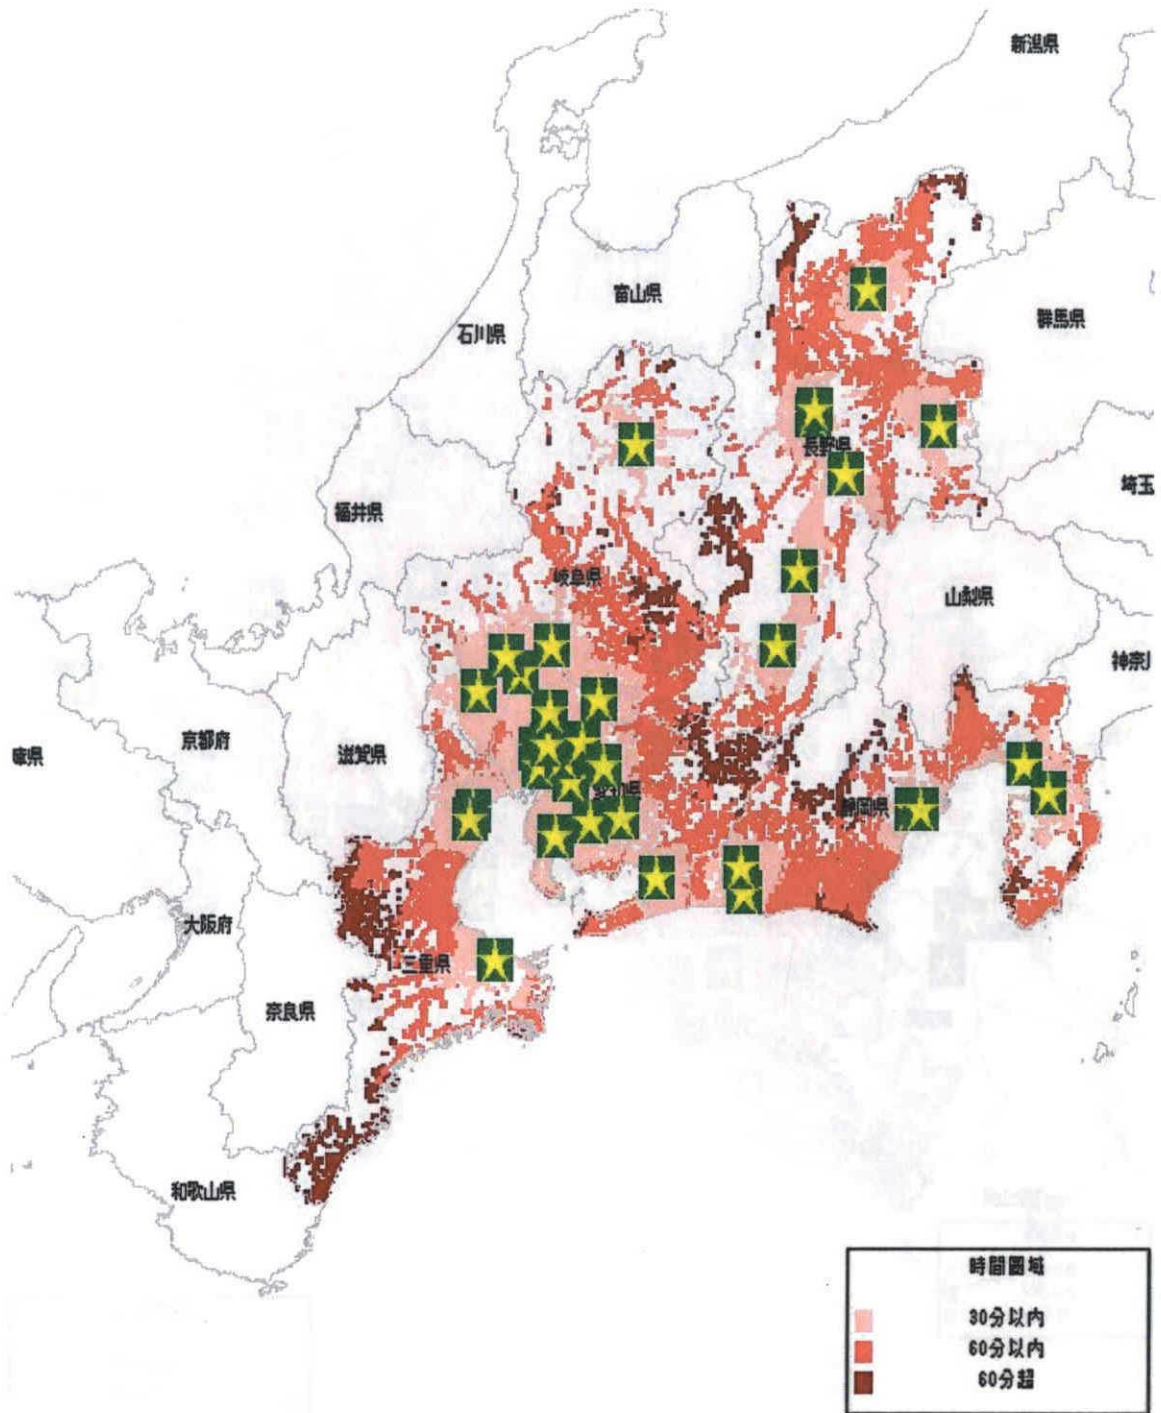 新潟県
富山県
群馬県
石川県
長野県
埼玉
福井県
岐阜県
山梨県
神奈川
京都府
滋賀県
庫県
静岡県
大阪府
三重県
奈良県
和歌山県
時間圏域
30分以内
60分以内
60分超